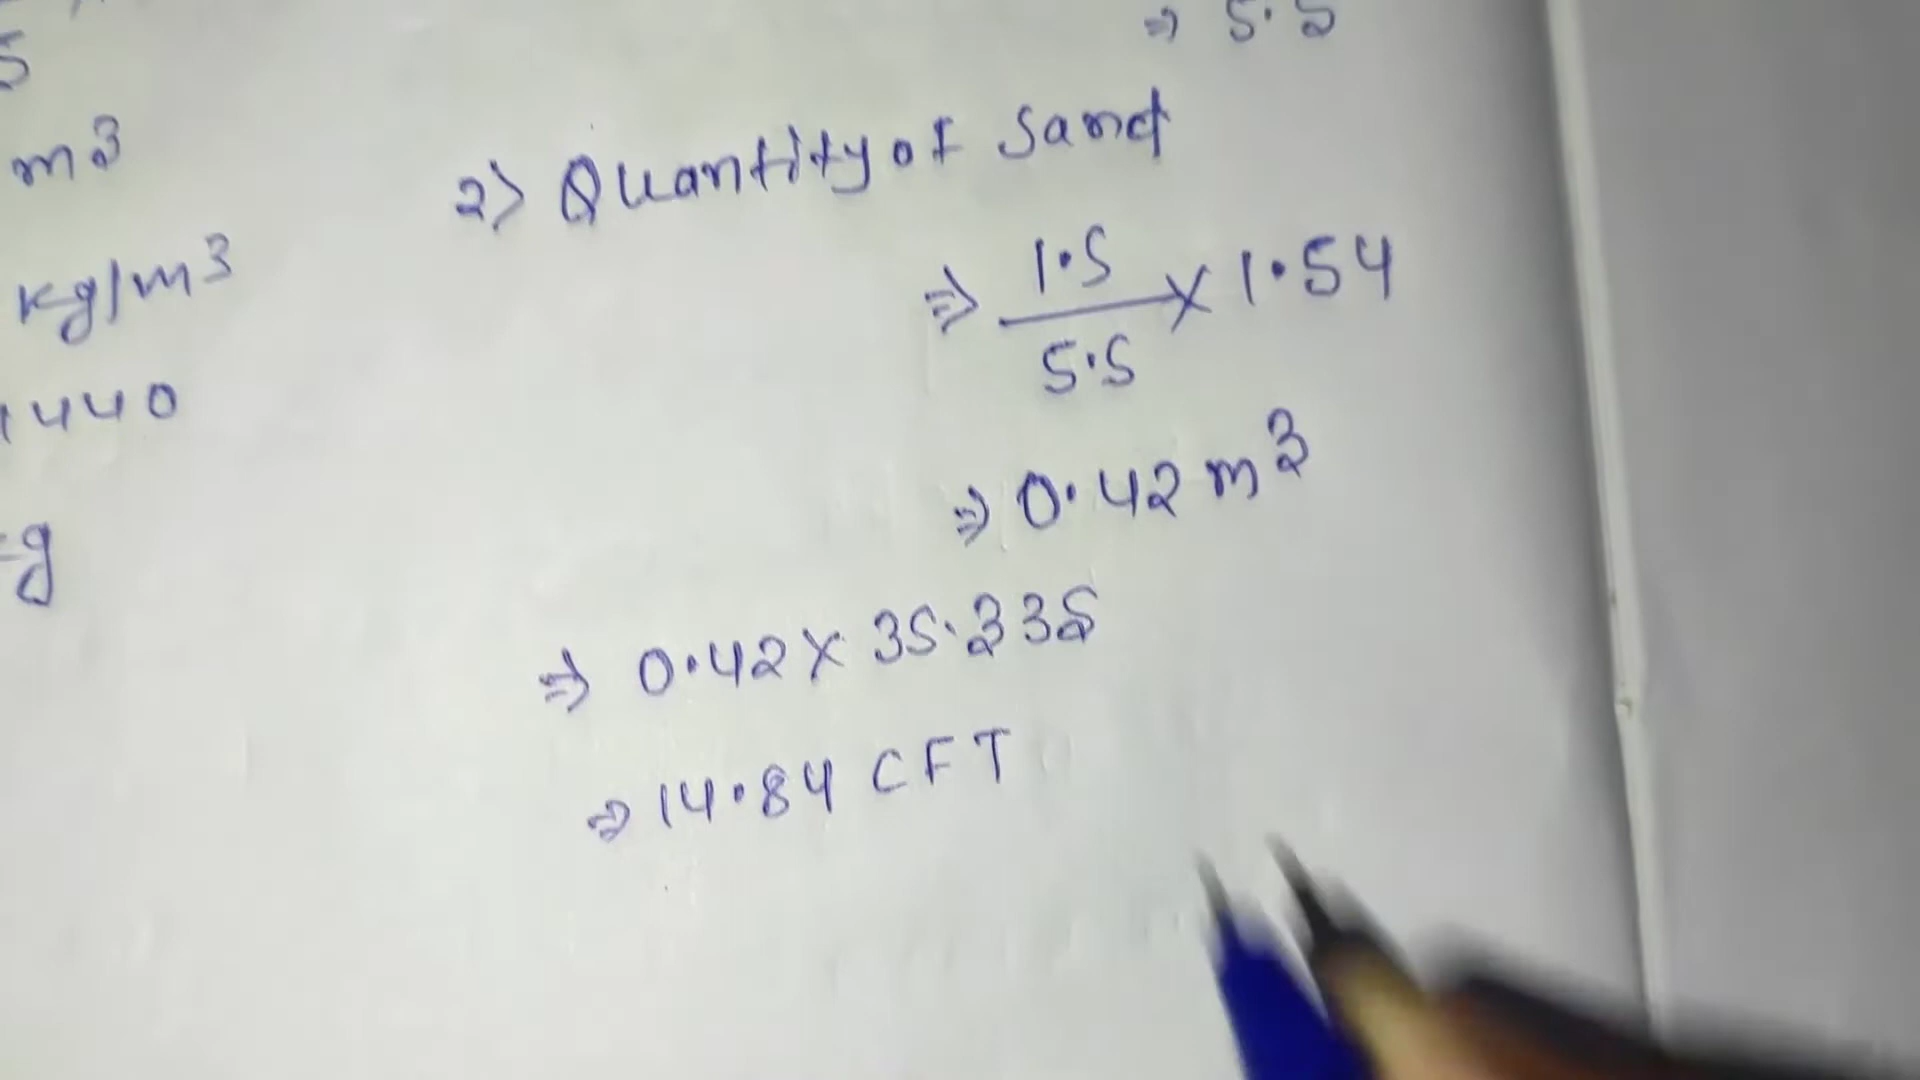 ⇒ 5.5
5
m3
2) Quantity of Sand
kg/m3
⇒ 1.5
5.5 × 1.54
1440
⇒ 0.42 m3
g
⇒ 0.42 × 35.335
⇒ 14.84 CFT